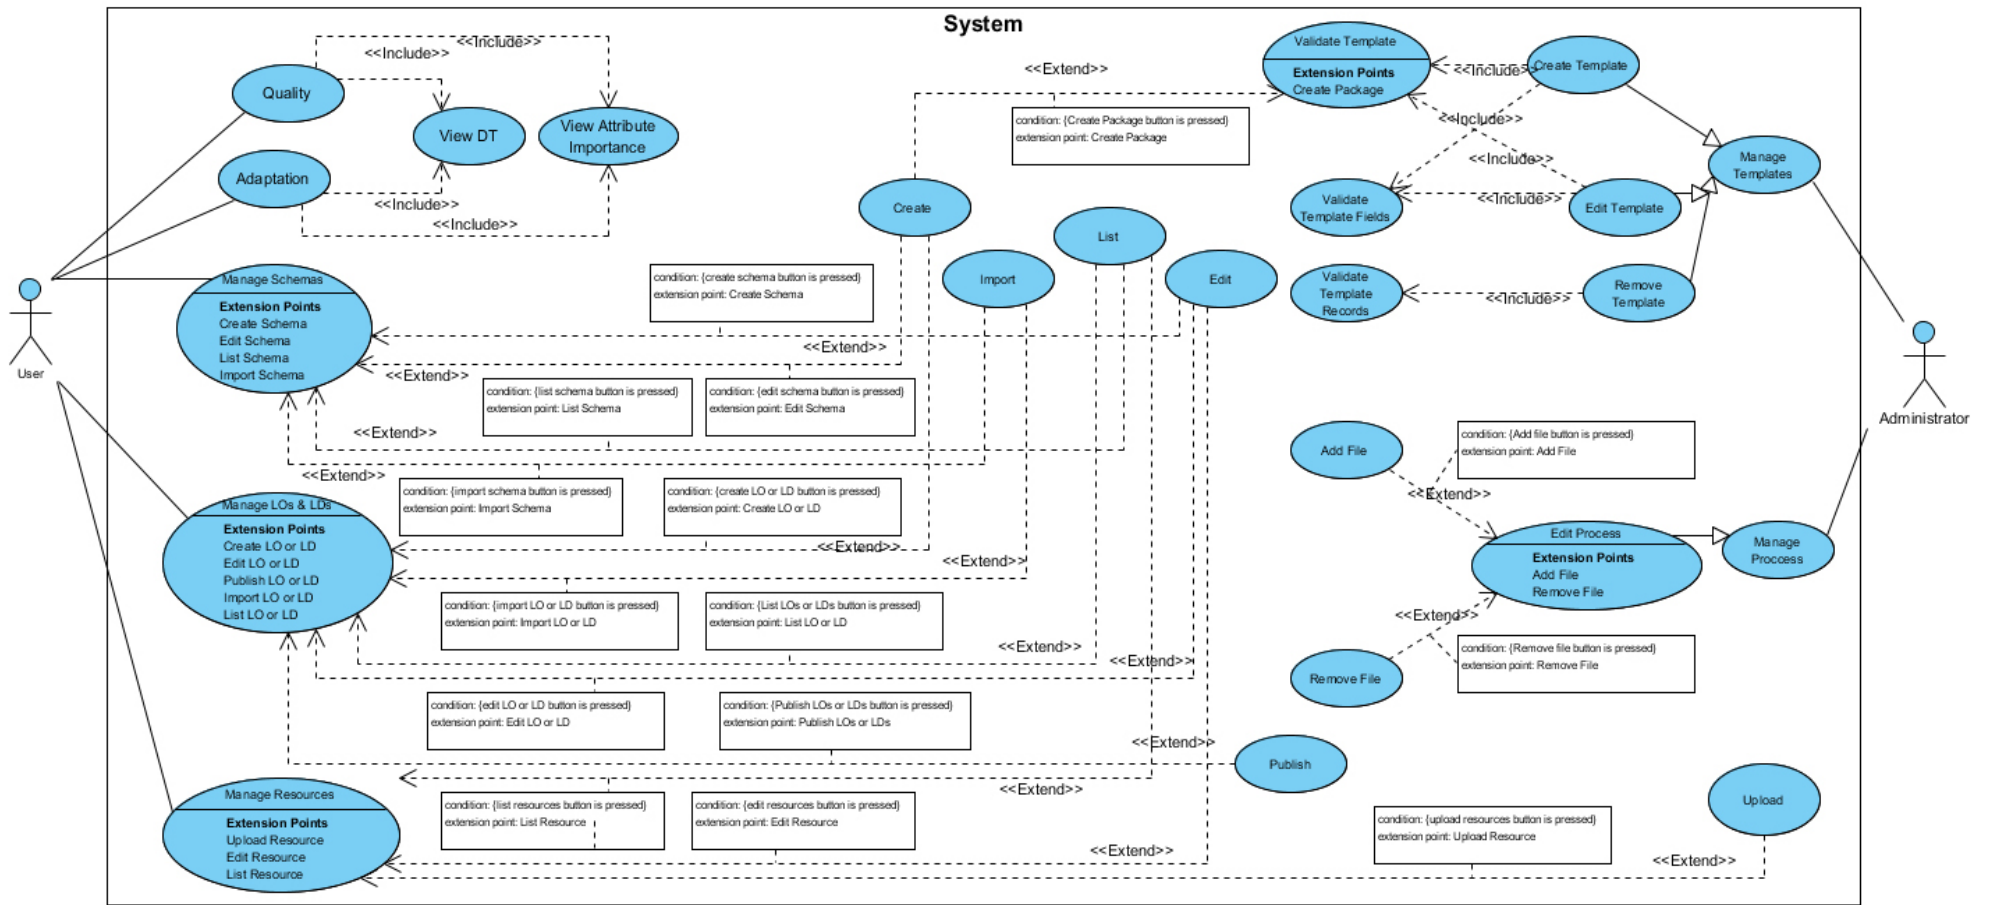 System
<<Include>>
<<Include>>
Quality
View DT
View Attribute
Importance
Adaptation
<<Include>>
<<Include>>
<<Extend>>
condition: {Create Package button is pressed}
extension point: Create Package
Validate Template
Extension Points
Create Package
<<Include>>
Create Template
<<Include>>
<<Include>>
<<Include>>
Manage
Templates
Validate
Template Fields
Edit Template
Validate
Template
Records
<<Include>>
Remove
Template
Create
List
Import
Edit
User
Administrator
Manage Schemas
Extension Points
Create Schema
Edit Schema
List Schema
Import Schema
condition: {create schema button is pressed}
extension point: Create Schema
<<Extend>>
<<Extend>>
condition: {list schema button is pressed}
extension point: List Schema
condition: {edit schema button is pressed}
extension point: Edit Schema
<<Extend>>
<<Extend>>
condition: {import schema button is pressed}
extension point: Import Schema
condition: {create LO or LD button is pressed}
extension point: Create LO or LD
<<Extend>>
<<Extend>>
Manage LOs & LDs
Extension Points
Create LO or LD
Edit LO or LD
Publish LO or LD
Import LO or LD
List LO or LD
condition: {import LO or LD button is pressed}
extension point: Import LO or LD
condition: {List LOs or LDs button is pressed}
extension point: List LO or LD
<<Extend>>
<<Extend>>
condition: {edit LO or LD button is pressed}
extension point: Edit LO or LD
condition: {Publish LOs or LDs button is pressed}
extension point: Publish LOs or LDs
<<Extend>>
Publish
<<Extend>>
Manage Resources
Extension Points
Upload Resource
Edit Resource
List Resource
condition: {list resources button is pressed}
extension point: List Resource
condition: {edit resources button is pressed}
extension point: Edit Resource
<<Extend>>
Add File
condition: {Add file button is pressed}
extension point: Add File
<<Extend>>
Edit Process
Extension Points
Add File
Remove File
Manage
Proccess
<<Extend>>
condition: {Remove file button is pressed}
extension point: Remove File
Remove File
Upload
condition: {upload resources button is pressed}
extension point: Upload Resource
<<Extend>>